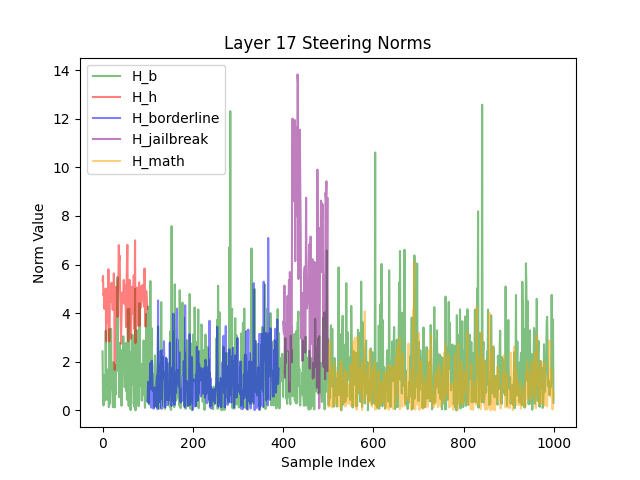 Layer 17 Steering Norms
14
12
10
8
6
4
2
0
Norm Value
H_b
H_h
H_borderline
H_jailbreak
H_math
0 200 400 600 800 1000
Sample Index